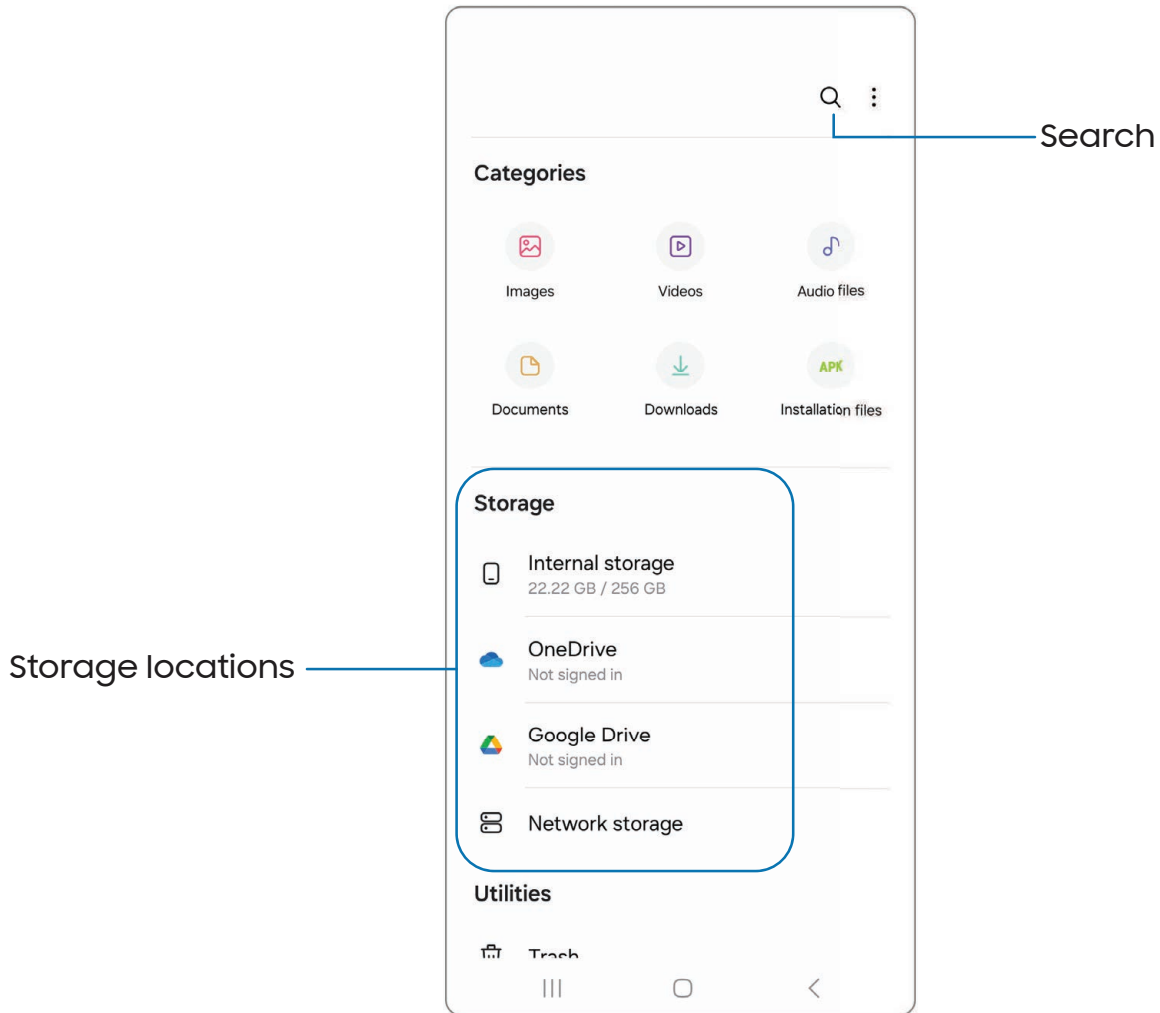 Search
Categories
Images
Videos
Audio files
Documents
Downloads
APK
Installation files
Storage
Internal storage
22.22 GB / 256 GB
Storage locations
OneDrive
Not signed in
Google Drive
Not signed in
Network storage
Utilities
Trash